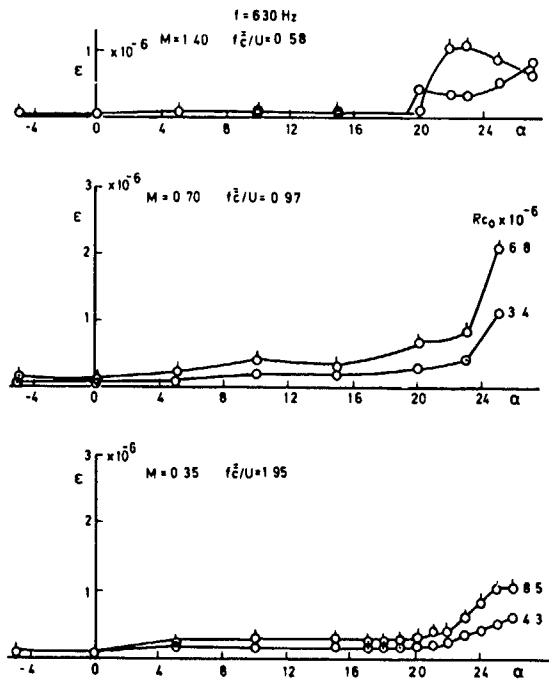 f = 630 Hz
M = 1·40 fc̄/U = 0·58
ε
×10⁻⁶
1
-4 0 4 8 12 16 20 24 α
3 ×10⁻⁶
ε
M = 0·70 fc̄/U = 0·97
Rc₀ ×10⁻⁶
6·8
2
3·4
1
-4 0 4 8 12 16 20 24 α
3 ×10⁻⁶
ε
M = 0·35 fc̄/U = 1·95
2
1
8·5
4·3
-4 0 4 8 12 16 20 24 α